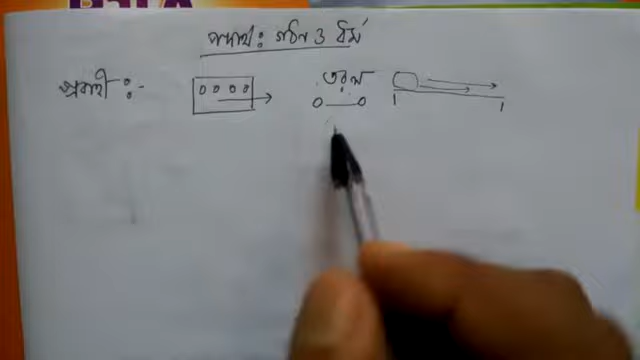 পদার্থ: গঠন ও ধর্ম
প্রবাহী :-
তরল